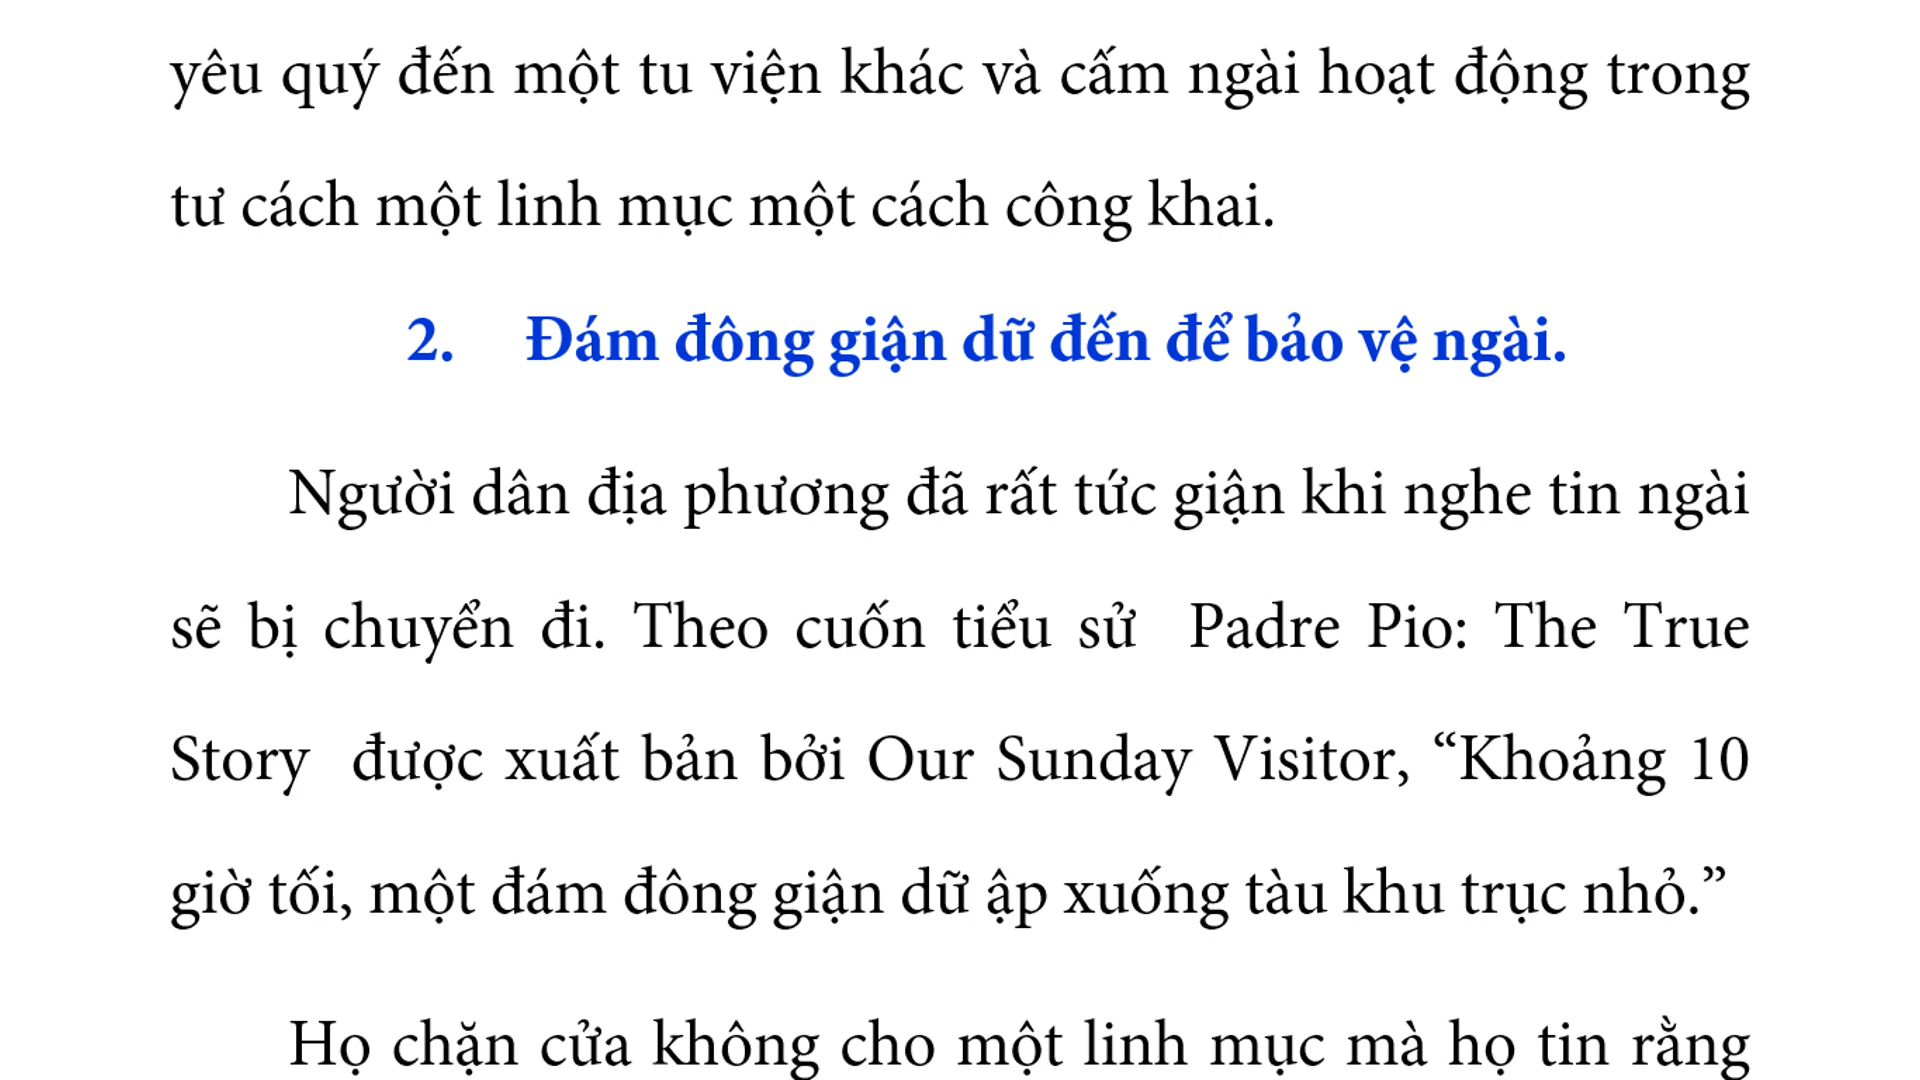 yêu quý đến một tu viện khác và cấm ngài hoạt động trong
tư cách một linh mục một cách công khai.
2. Đám đông giận dữ đến để bảo vệ ngài.
Người dân địa phương đã rất tức giận khi nghe tin ngài
sẽ bị chuyển đi. Theo cuốn tiểu sử Padre Pio: The True
Story được xuất bản bởi Our Sunday Visitor, “Khoảng 10
giờ tối, một đám đông giận dữ ập xuống tàu khu trục nhỏ.”
Họ chặn cửa không cho một linh mục mà họ tin rằng